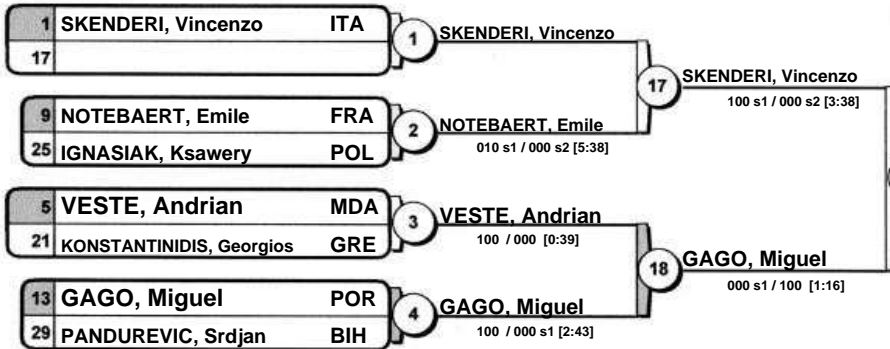 1 SKENDERI, Vincenzo ITA
17
1
SKENDERI, Vincenzo
9 NOTEBAERT, Emile FRA
25 IGNASIAK, Ksawery POL
2
NOTEBAERT, Emile
010 s1 / 000 s2 [5:38]
17
SKENDERI, Vincenzo
100 s1 / 000 s2 [3:38]
5 VESTE, Andrian MDA
21 KONSTANTINIDIS, Georgios GRE
3
VESTE, Andrian
100 / 000 [0:39]
13 GAGO, Miguel POR
29 PANDUREVIC, Srdjan BIH
4
GAGO, Miguel
100 / 000 s1 [2:43]
18
GAGO, Miguel
000 s1 / 100 [1:16]